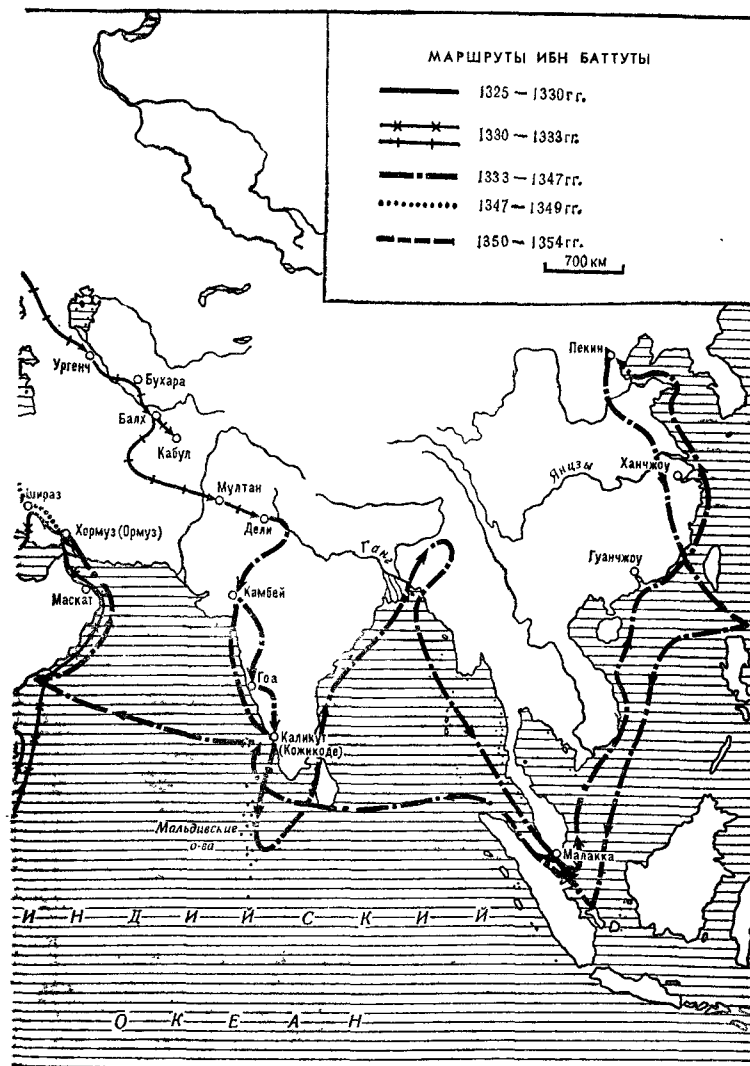 МАРШРУТЫ ИБН БАТТУТЫ
1325 — 1330 гг.
1330 — 1333 гг.
1333 — 1347 гг.
1347 — 1349 гг.
1350 — 1354 гг.
700 км
Пекин
Ургенч
Бухара
Балх
Кабул
Янцзы
Ханчжоу
Мултан
Шираз
Дели
Хормуз (Ормуз)
Ганг
Гуанчжоу
Камбей
Маскат
Гоа
Каликут
(Кожикоде)
Мальдивские
о-ва
Малакка
ИНДИЙСКИЙ
ОКЕАН